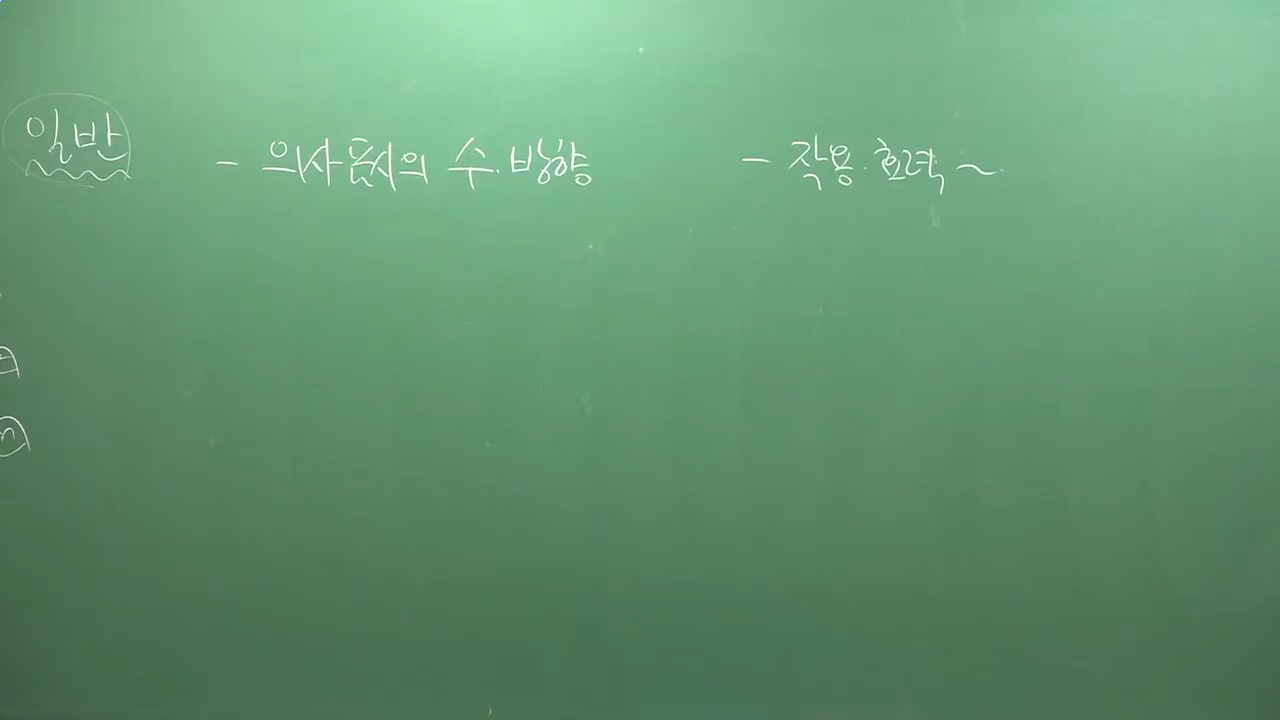 일반
- 의사표시의 수·방향
- 작용·효력~